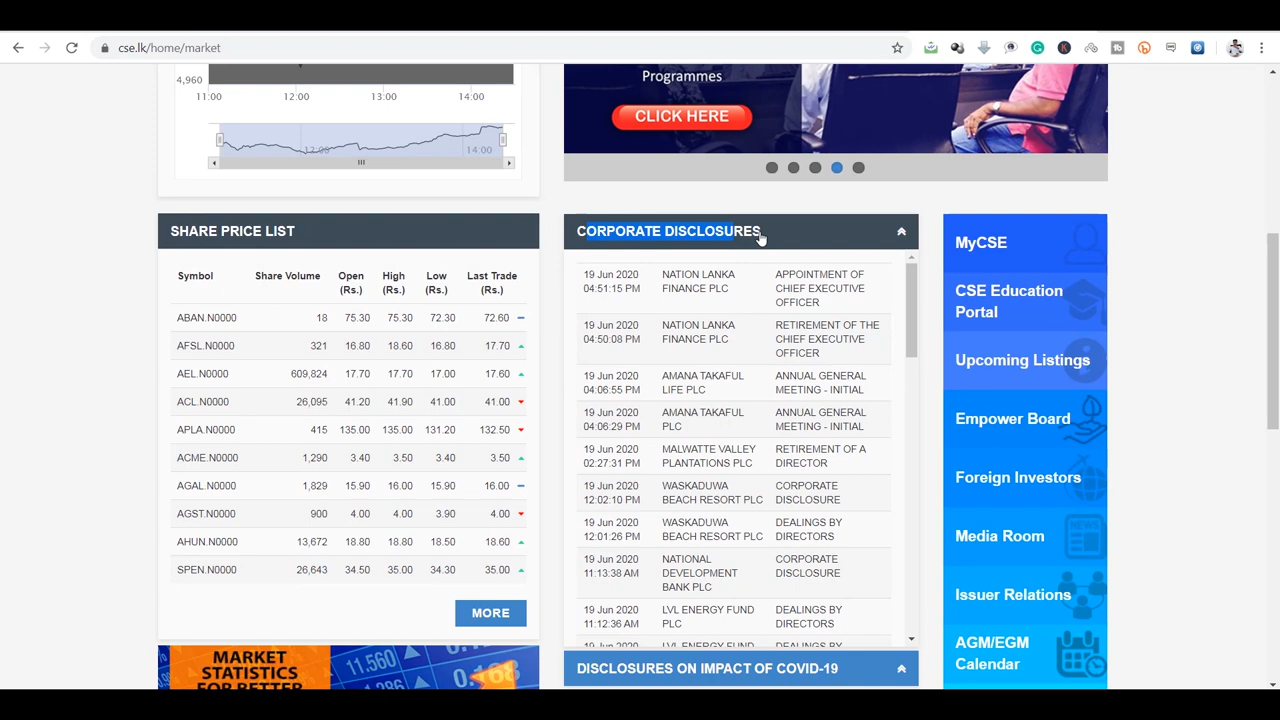 cse.lk/home/market
4,960
11:00 12:00 13:00 14:00
14:00
Programmes
CLICK HERE
SHARE PRICE LIST
Symbol Share Volume Open (Rs.) High (Rs.) Low (Rs.) Last Trade (Rs.)
ABAN.N0000 18 75.30 75.30 72.30 72.60
AFSL.N0000 321 16.80 18.60 16.80 17.70
AEL.N0000 609,824 17.70 17.70 17.00 17.60
ACL.N0000 26,095 41.20 41.90 41.00 41.00
APLA.N0000 415 135.00 135.00 131.20 132.50
ACME.N0000 1,290 3.40 3.50 3.40 3.50
AGAL.N0000 1,829 15.90 16.00 15.90 16.00
AGST.N0000 900 4.00 4.00 3.90 4.00
AHUN.N0000 13,672 18.80 18.80 18.50 18.60
SPEN.N0000 26,643 34.50 35.00 34.30 35.00
MORE
MARKET
STATISTICS
FOR BETTER
11,560
0.168
CORPORATE DISCLOSURES
19 Jun 2020 NATION LANKA APPOINTMENT OF
04:51:15 PM FINANCE PLC CHIEF EXECUTIVE
OFFICER
19 Jun 2020 NATION LANKA RETIREMENT OF THE
04:50:08 PM FINANCE PLC CHIEF EXECUTIVE
OFFICER
19 Jun 2020 AMANA TAKAFUL ANNUAL GENERAL
04:06:55 PM LIFE PLC MEETING - INITIAL
19 Jun 2020 AMANA TAKAFUL ANNUAL GENERAL
04:06:29 PM PLC MEETING - INITIAL
19 Jun 2020 MALWATTE VALLEY RETIREMENT OF A
02:27:31 PM PLANTATIONS PLC DIRECTOR
19 Jun 2020 WASKADUWA CORPORATE
12:02:10 PM BEACH RESORT PLC DISCLOSURE
19 Jun 2020 WASKADUWA DEALINGS BY
12:01:26 PM BEACH RESORT PLC DIRECTORS
19 Jun 2020 NATIONAL CORPORATE
11:13:38 AM DEVELOPMENT DISCLOSURE
BANK PLC
19 Jun 2020 LVL ENERGY FUND DEALINGS BY
11:12:36 AM PLC DIRECTORS
19 Jun 2020 LVL ENERGY FUND DEALINGS BY
DISCLOSURES ON IMPACT OF COVID-19
MyCSE
CSE Education
Portal
Upcoming Listings
Empower Board
Foreign Investors
Media Room
NEWS
Issuer Relations
AGM/EGM
Calendar